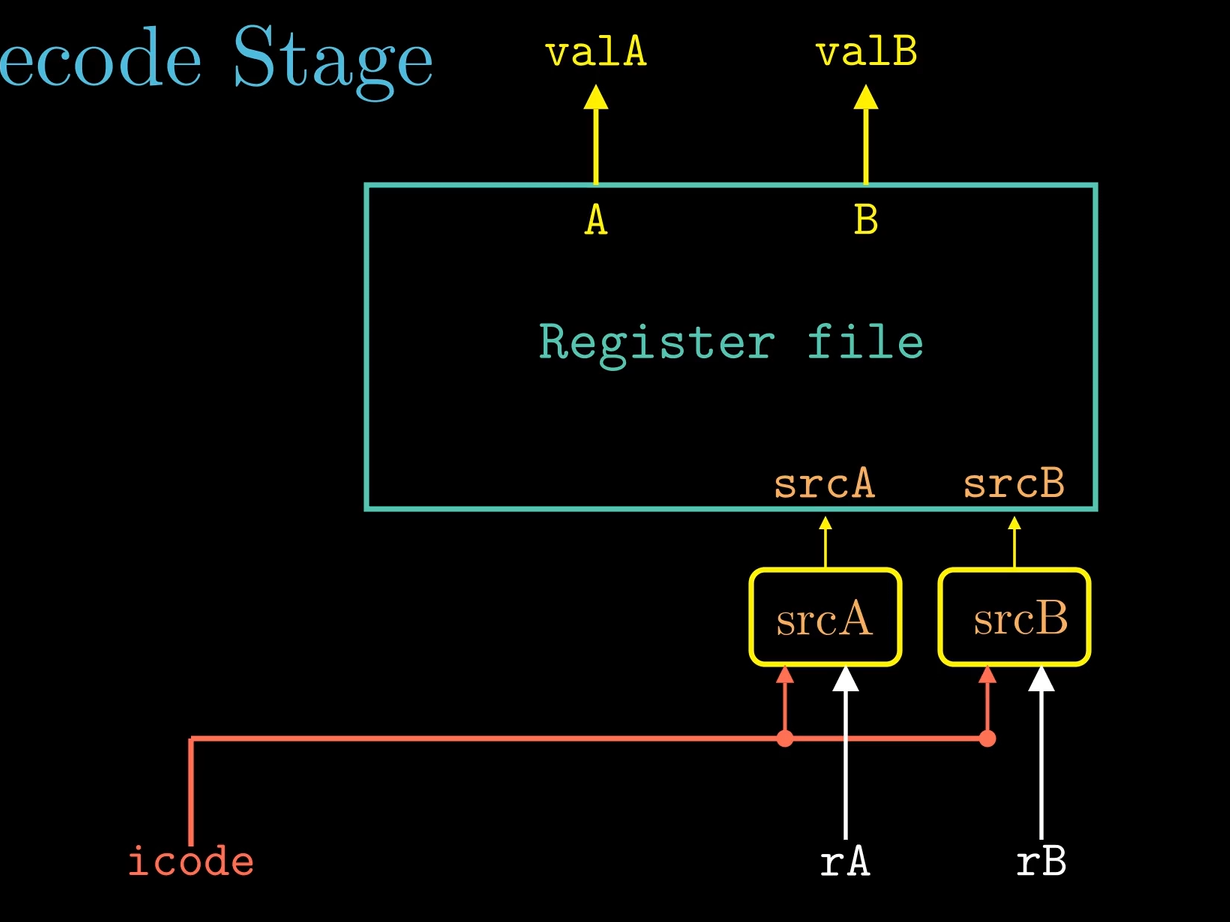 ecode Stage
valA valB
A B
Register file
srcA srcB
srcA srcB
icode rA rB